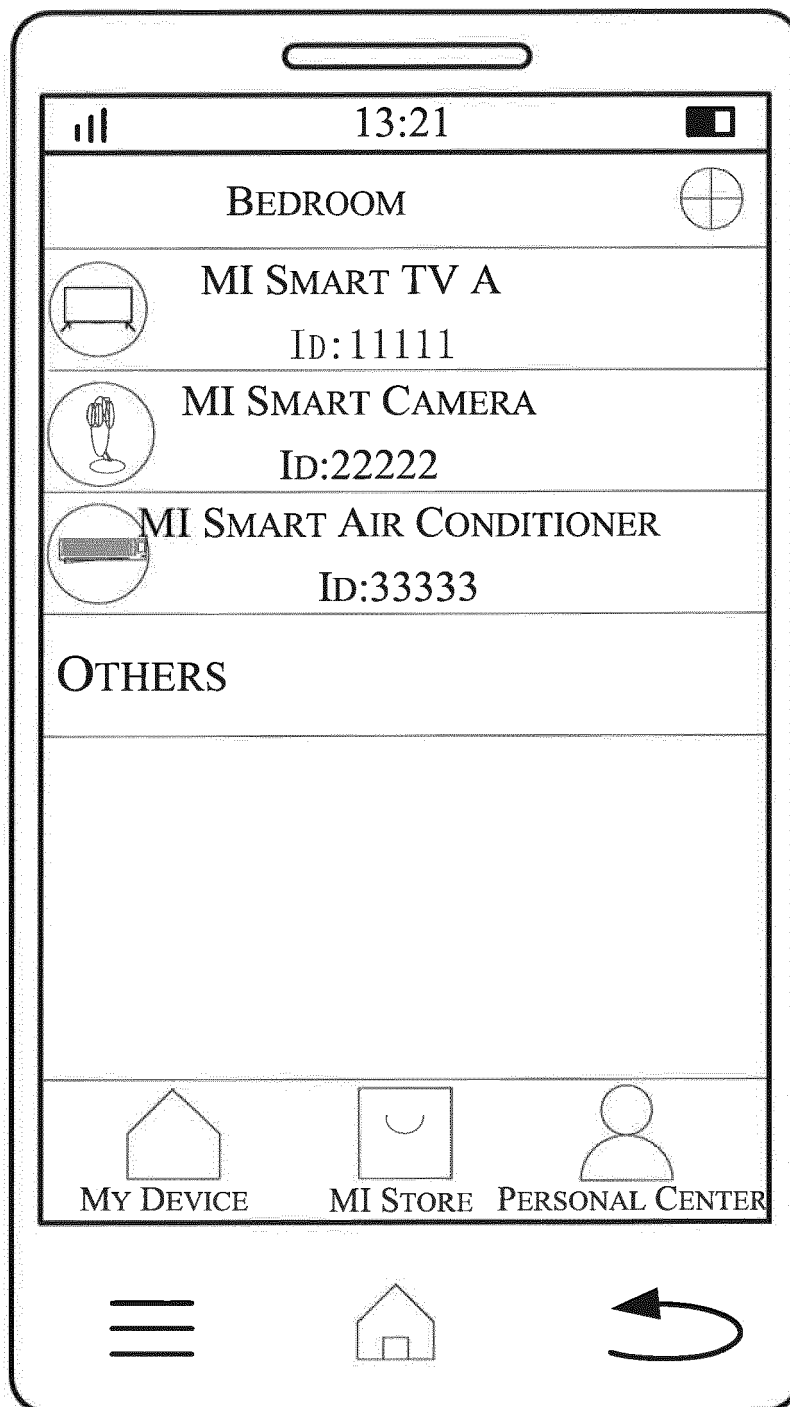 13:21
BEDROOM
MI SMART TV A
ID:11111
MI SMART CAMERA
ID:22222
MI SMART AIR CONDITIONER
ID:33333
OTHERS
MY DEVICE MI STORE PERSONAL CENTER